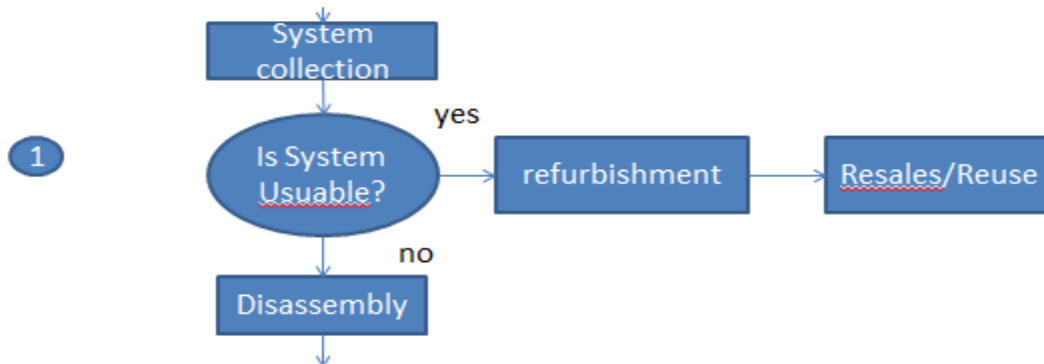 System
collection
yes
1
Is System
Usuable?
refurbishment
Resales/Reuse
no
Disassembly